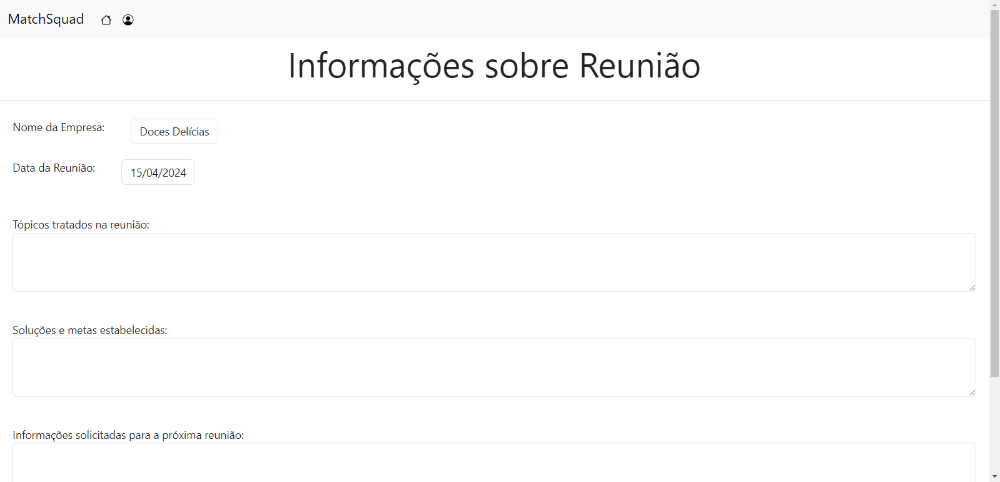 MatchSquad
Informações sobre Reunião
Nome da Empresa: Doces Delícias
Data da Reunião: 15/04/2024
Tópicos tratados na reunião:
Soluções e metas estabelecidas:
Informações solicitadas para a próxima reunião: